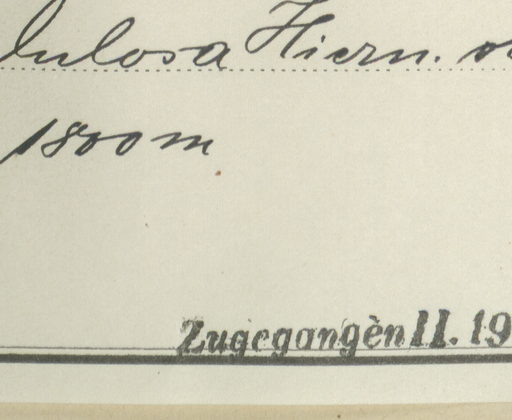 lulosa Hiern.
1800 m
Zugegangen II. 19